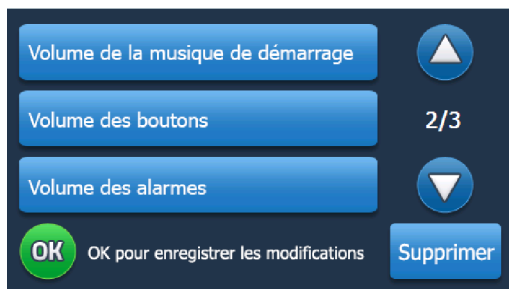 Volume de la musique de démarrage
Volume des boutons
2/3
Volume des alarmes
OK
OK pour enregistrer les modifications
Supprimer